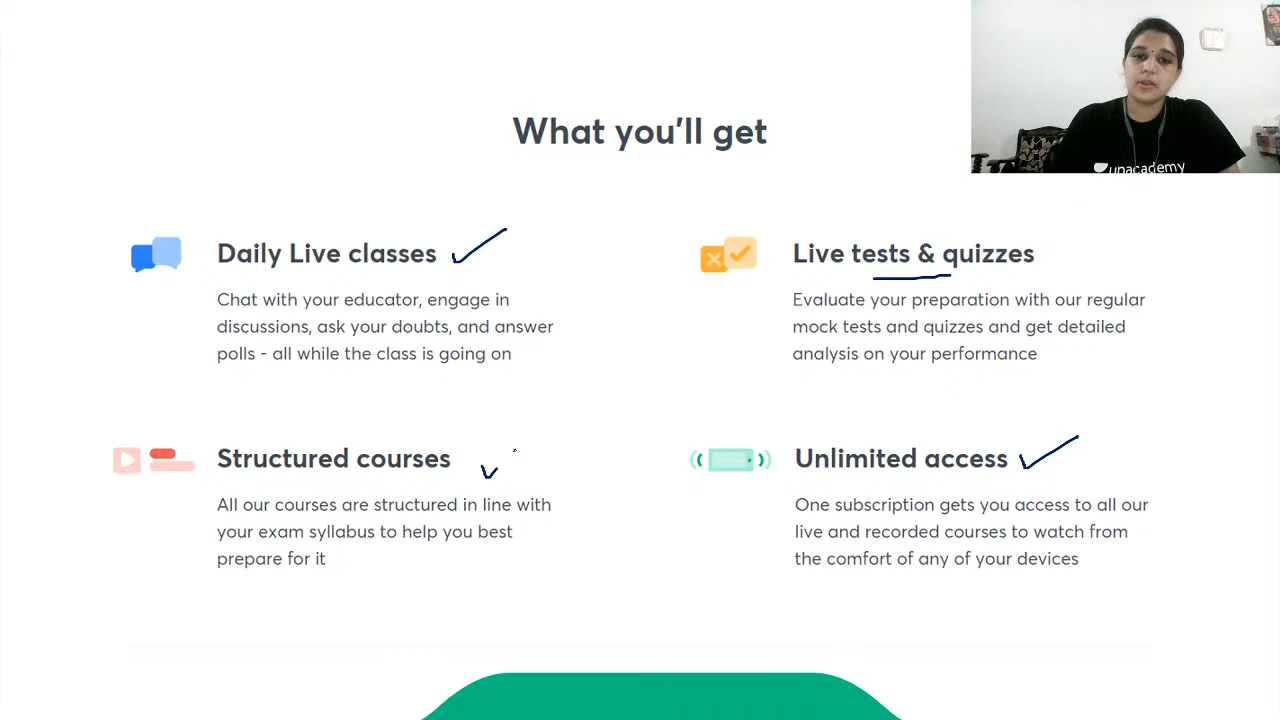 What you'll get
unacademy
Daily Live classes
Chat with your educator, engage in
discussions, ask your doubts, and answer
polls - all while the class is going on
Live tests & quizzes
Evaluate your preparation with our regular
mock tests and quizzes and get detailed
analysis on your performance
Structured courses
All our courses are structured in line with
your exam syllabus to help you best
prepare for it
Unlimited access
One subscription gets you access to all our
live and recorded courses to watch from
the comfort of any of your devices